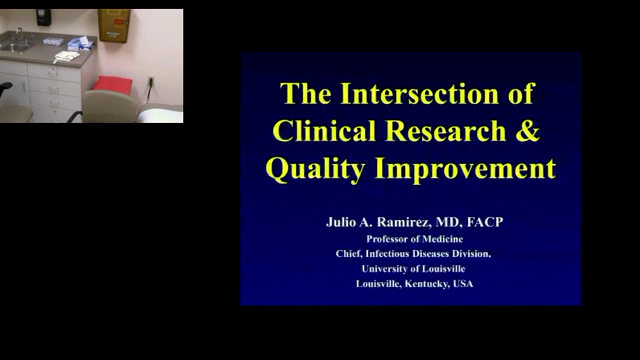 The Intersection of
Clinical Research &
Quality Improvement
Julio A. Ramirez, MD, FACP
Professor of Medicine
Chief, Infectious Diseases Division,
University of Louisville
Louisville, Kentucky, USA